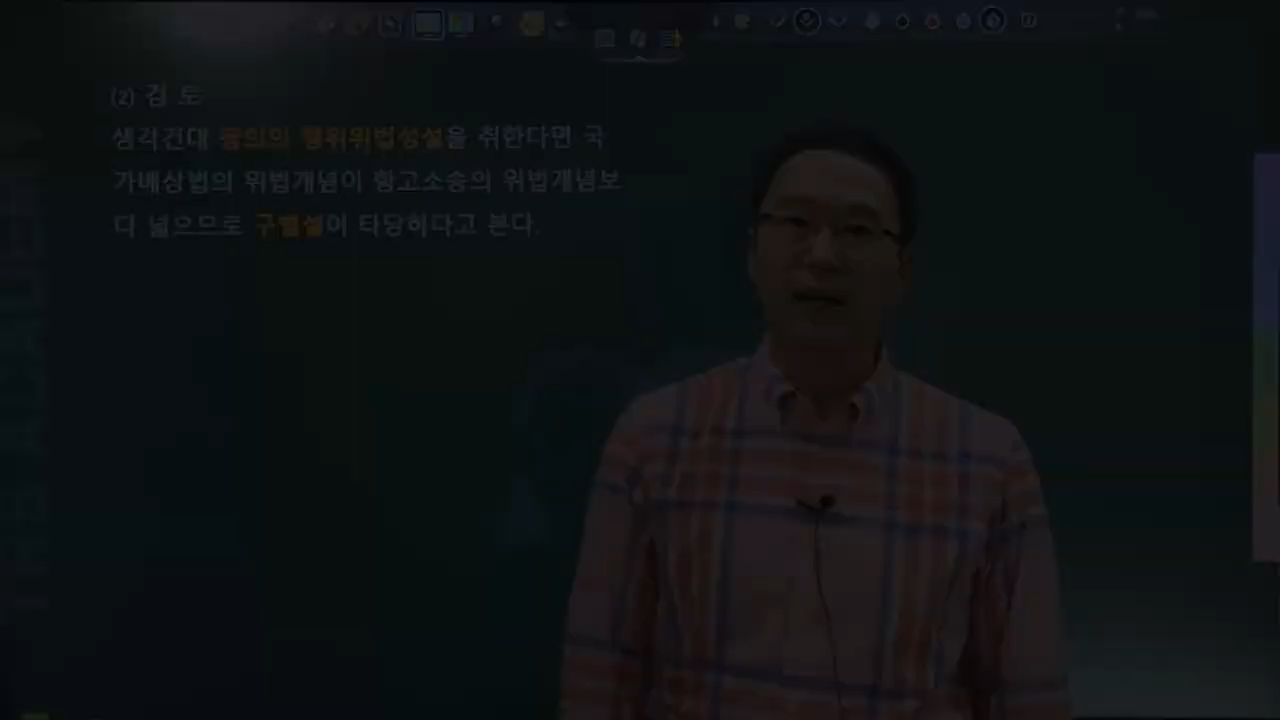 (2) 검 토
생각건대 광의의 행위위법성설을 취한다면 국
가배상법의 위법개념이 항고소송의 위법개념보
다 넓으므로 구별설이 타당하다고 본다.